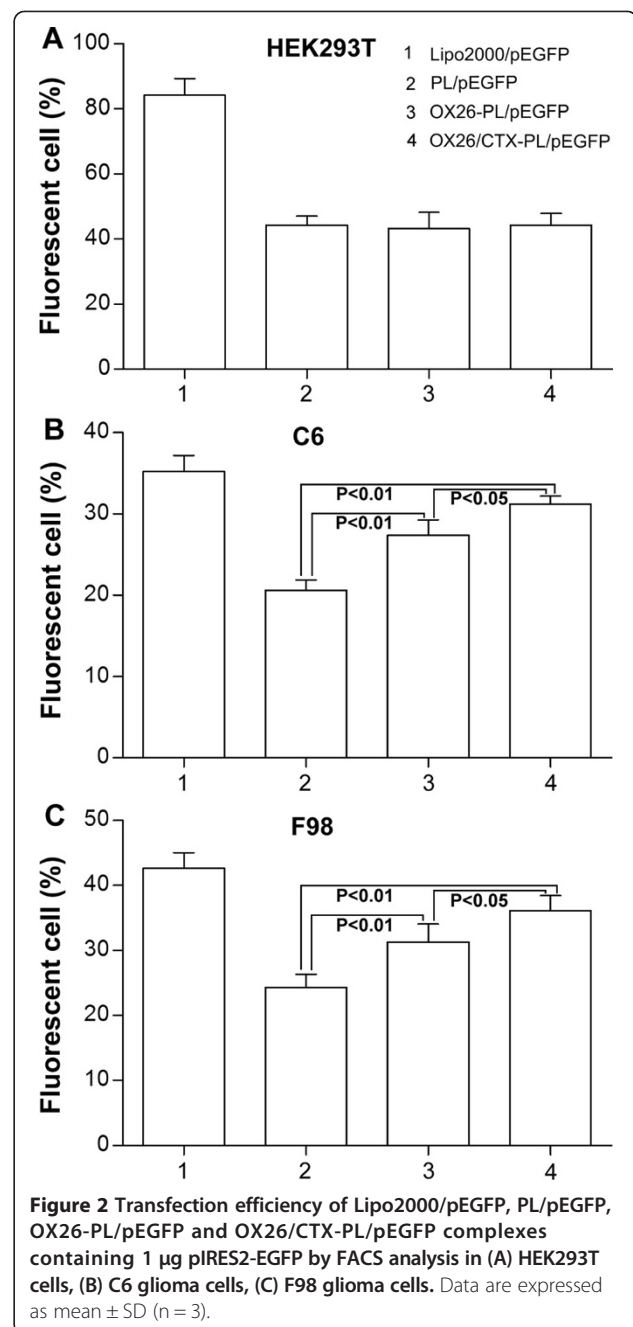 A
HEK293T
1 Lipo2000/pEGFP
2 PL/pEGFP
3 OX26-PL/pEGFP
4 OX26/CTX-PL/pEGFP
Fluorescent cell (%)
100
80
60
40
20
0
1 2 3 4
B
C6
Fluorescent cell (%)
40
30
20
10
0
P<0.01
P<0.05
P<0.01
1 2 3 4
C
F98
Fluorescent cell (%)
50
40
30
20
10
0
P<0.01
P<0.05
P<0.01
1 2 3 4
Figure 2 Transfection efficiency of Lipo2000/pEGFP, PL/pEGFP,
OX26-PL/pEGFP and OX26/CTX-PL/pEGFP complexes
containing 1 μg pIRES2-EGFP by FACS analysis in (A) HEK293T
cells, (B) C6 glioma cells, (C) F98 glioma cells. Data are expressed
as mean ± SD (n = 3).